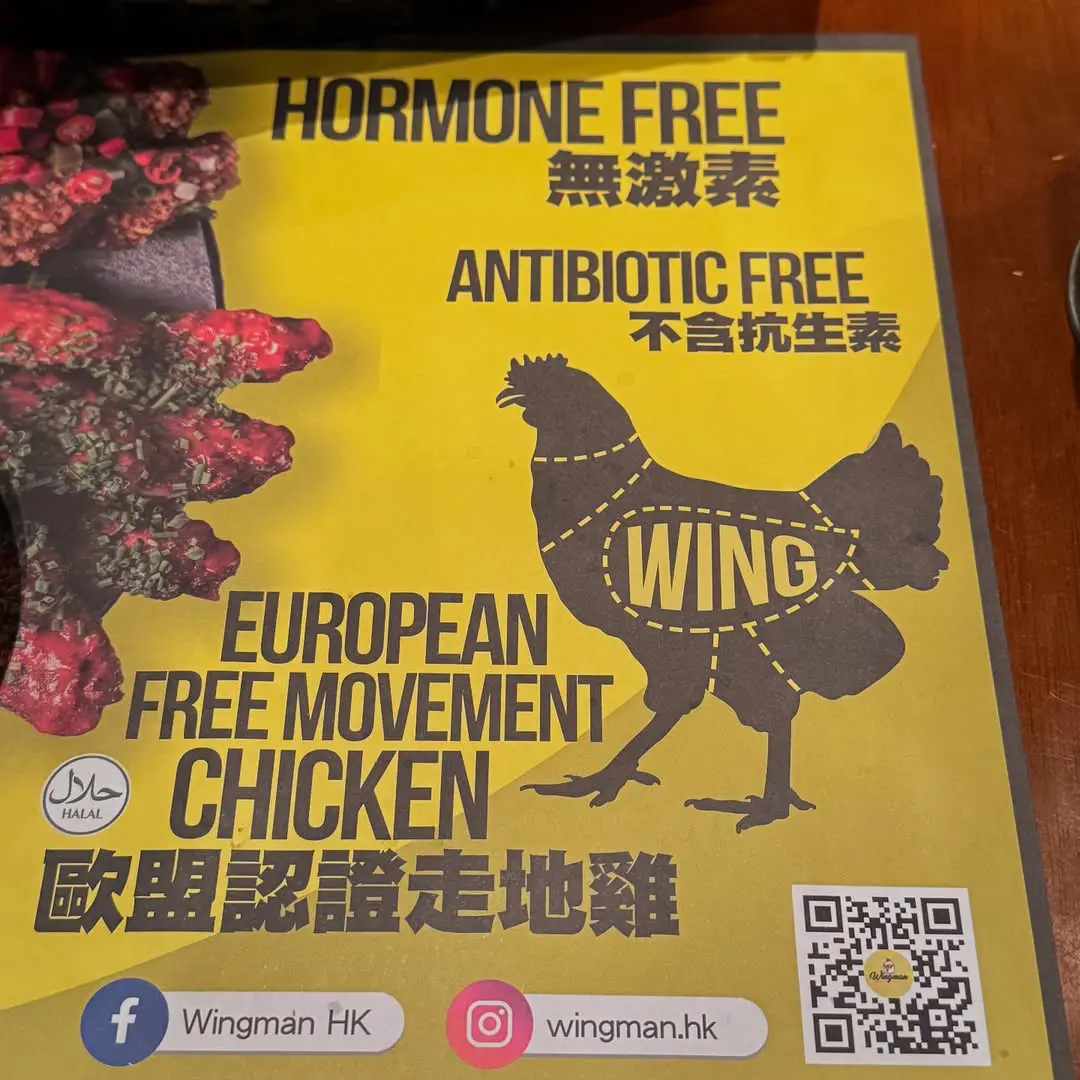 HORMONE FREE
無激素
ANTIBIOTIC FREE
不含抗生素
WING
EUROPEAN
FREE MOVEMENT
CHICKEN
حلال
HALAL
歐盟認證走地雞
Wingman HK
wingman.hk
Wingman